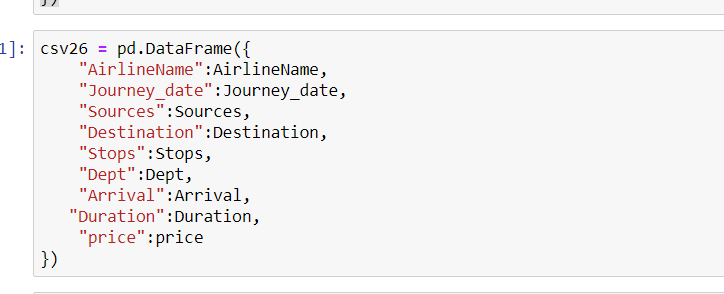 })
1]: csv26 = pd.DataFrame({
"AirlineName":AirlineName,
"Journey_date":Journey_date,
"Sources":Sources,
"Destination":Destination,
"Stops":Stops,
"Dept":Dept,
"Arrival":Arrival,
"Duration":Duration,
"price":price
})